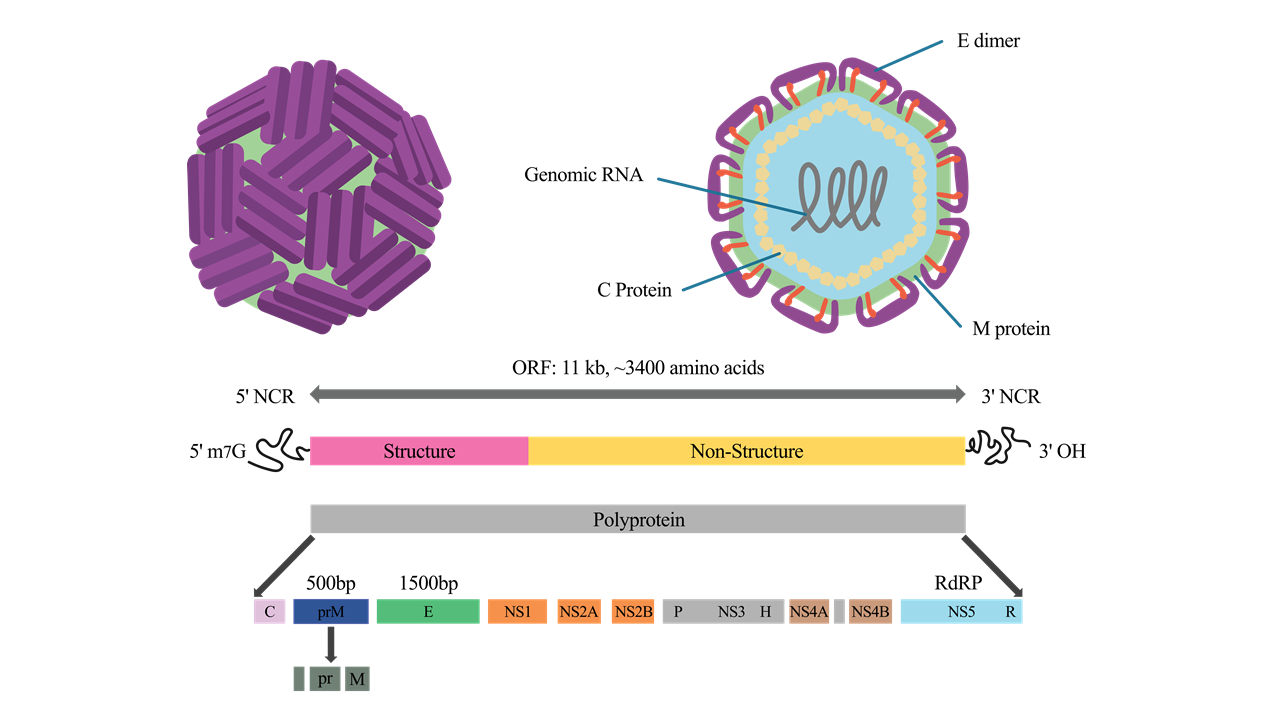 E dimer
Genomic RNA
C Protein
M protein
ORF: 11 kb, ~3400 amino acids
5' NCR
3' NCR
5' m7G
Structure
Non-Structure
3' OH
Polyprotein
500bp
1500bp
RdRP
C
prM
E
NS1
NS2A
NS2B
P
NS3
H
NS4A
NS4B
NS5
R
pr
M